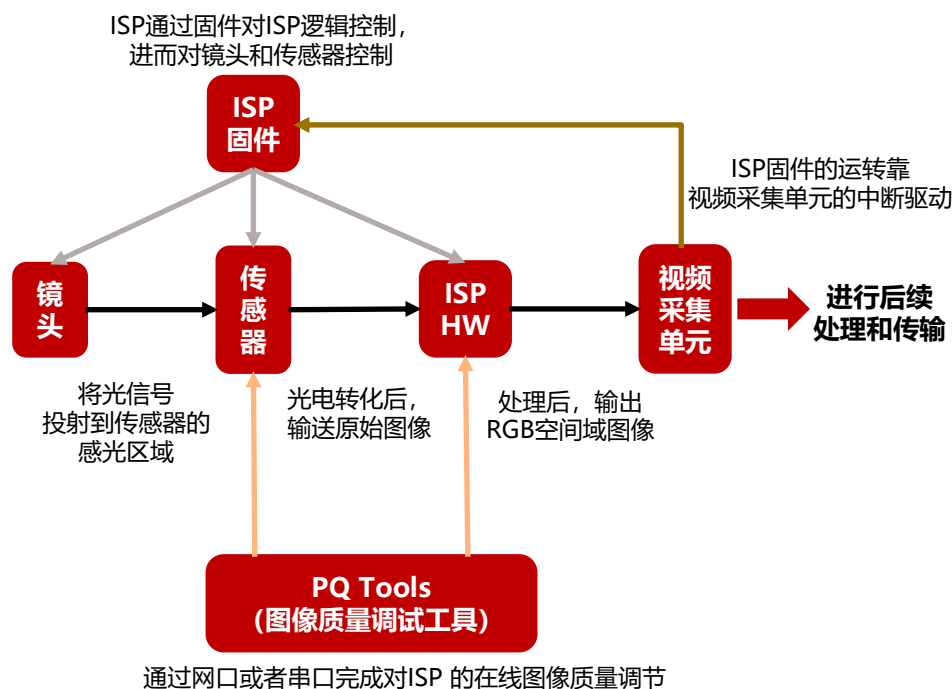 ISP通过固件对ISP逻辑控制，
进而对镜头和传感器控制
ISP
固件
ISP固件的运转靠
视频采集单元的中断驱动
镜
头
传
感
器
ISP
HW
视频
采集
单元
进行后续
处理和传输
将光信号
投射到传感器的
感光区域
光电转化后，
输送原始图像
处理后，输出
RGB空间域图像
PQ Tools
（图像质量调试工具）
通过网口或者串口完成对ISP 的在线图像质量调节